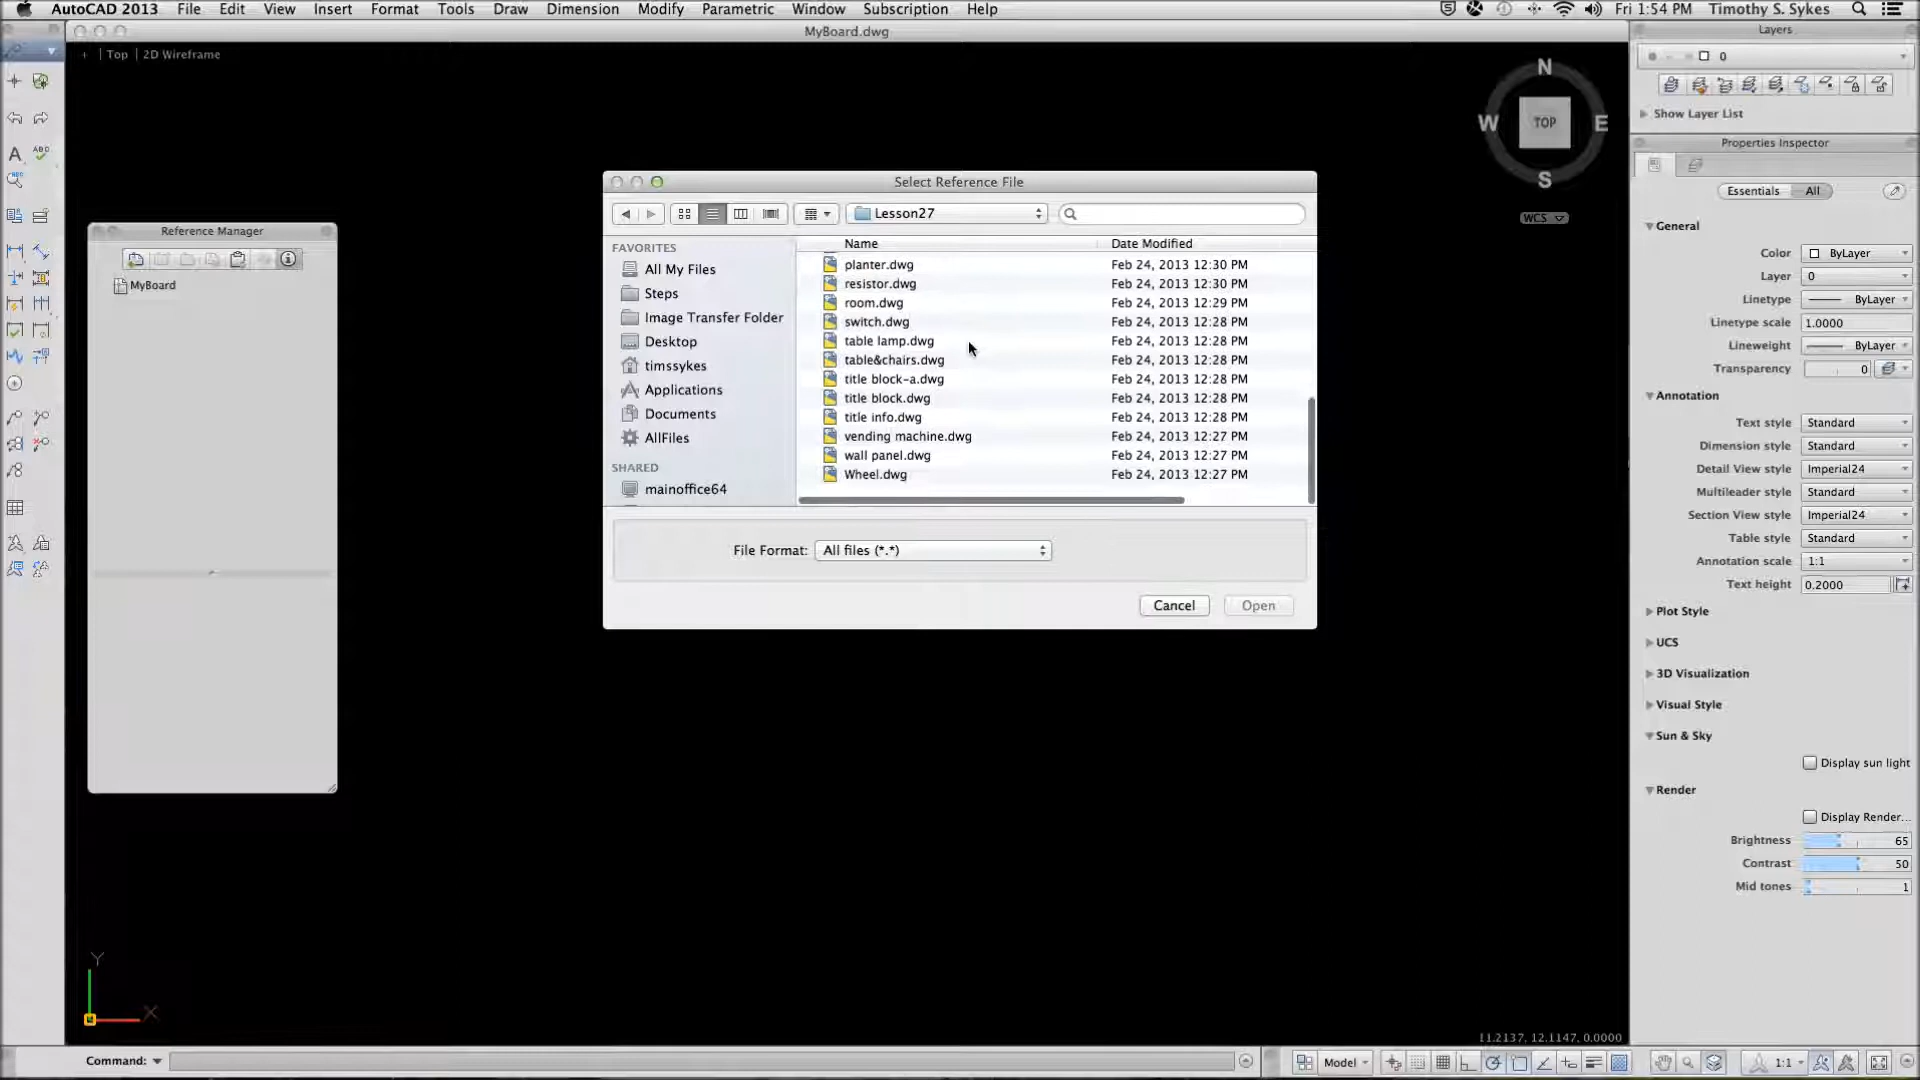 AutoCAD 2013 File Edit View Insert Format Tools Draw Dimension Modify Parametric Window Subscription Help Fri 1:54 PM Timothy S. Sykes
MyBoard.dwg
+ | Top | 2D Wireframe
N
W TOP E
S
WCS
Reference Manager
MyBoard
Select Reference File
Lesson27
FAVORITES
All My Files
Steps
Image Transfer Folder
Desktop
timssykes
Applications
Documents
AllFiles
SHARED
mainoffice64
Name Date Modified
planter.dwg Feb 24, 2013 12:30 PM
resistor.dwg Feb 24, 2013 12:30 PM
room.dwg Feb 24, 2013 12:29 PM
switch.dwg Feb 24, 2013 12:28 PM
table lamp.dwg Feb 24, 2013 12:28 PM
table&chairs.dwg Feb 24, 2013 12:28 PM
title block-a.dwg Feb 24, 2013 12:28 PM
title block.dwg Feb 24, 2013 12:28 PM
title info.dwg Feb 24, 2013 12:28 PM
vending machine.dwg Feb 24, 2013 12:27 PM
wall panel.dwg Feb 24, 2013 12:27 PM
Wheel.dwg Feb 24, 2013 12:27 PM
File Format: All files (*.*)
Cancel Open
Layers
0
Show Layer List
Properties Inspector
Essentials All
General
Color ByLayer
Layer 0
Linetype ByLayer
Linetype scale 1.0000
Lineweight ByLayer
Transparency 0
Annotation
Text style Standard
Dimension style Standard
Detail View style Imperial24
Multileader style Standard
Section View style Imperial24
Table style Standard
Annotation scale 1:1
Text height 0.2000
Plot Style
UCS
3D Visualization
Visual Style
Sun & Sky
Display sun light
Render
Display Render...
Brightness 65
Contrast 50
Mid tones 1
A ABC
Y
X
11.2137, 12.1147, 0.0000
Command: Model 1:1